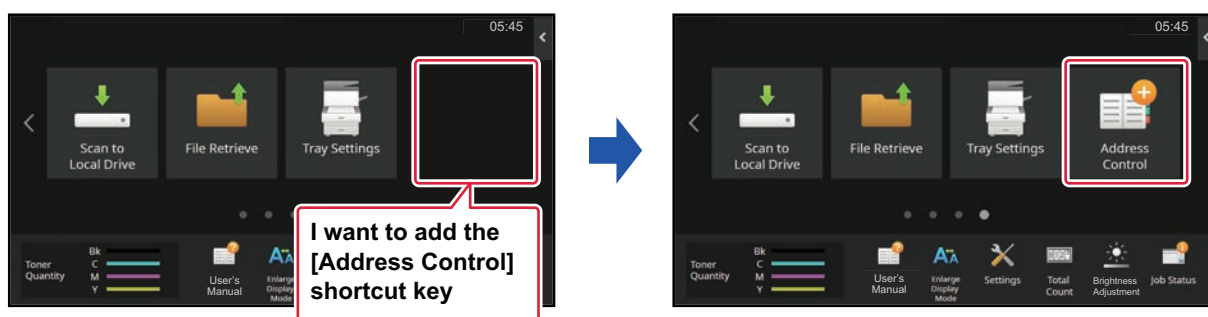 05:45
Scan to
Local Drive
File Retrieve
Tray Settings
I want to add the
[Address Control]
shortcut key
Toner
Quantity
Bk
C
M
Y
User's
Manual
Enlarge
Display
Mode
05:45
Scan to
Local Drive
File Retrieve
Tray Settings
Address
Control
Toner
Quantity
Bk
C
M
Y
User's
Manual
Enlarge
Display
Mode
Settings
Total
Count
Brightness
Adjustment
Job Status